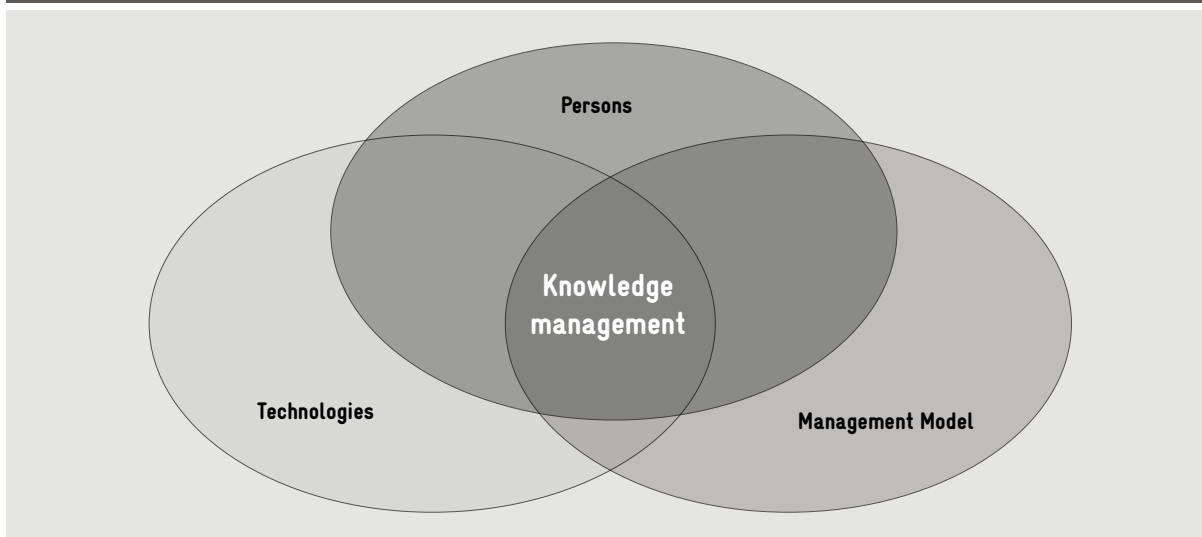 Persons
Knowledge
management
Technologies
Management Model